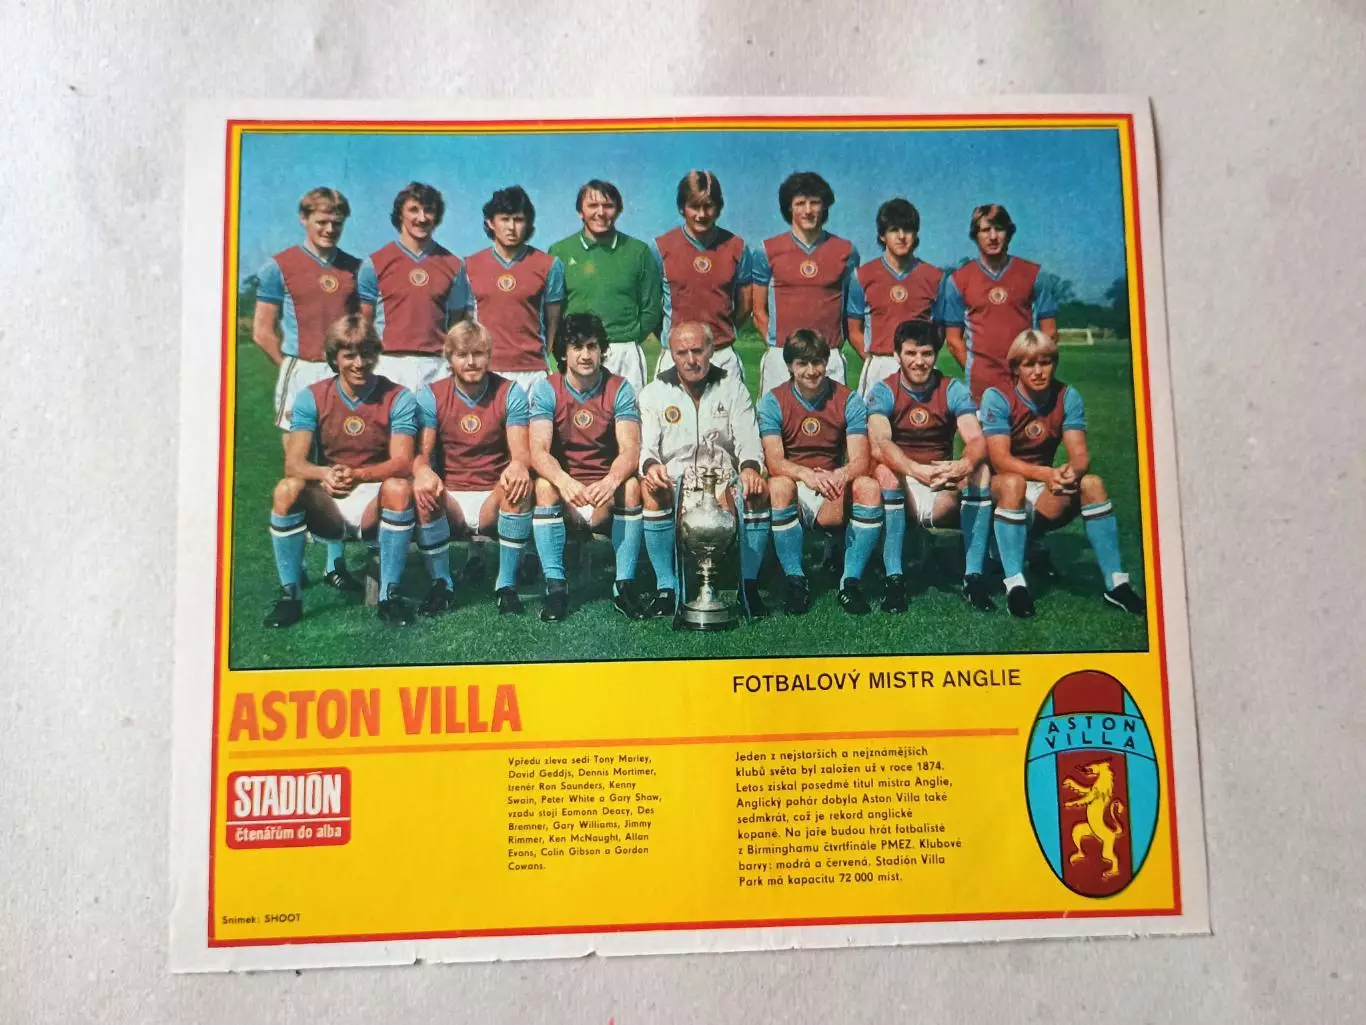 ASTON VILLA
FOTBALOVÝ MISTR ANGLIE
STADIÓN
čtenářům do alba
Vpředu zleva sedí Tony Morley,
David Geddjs, Dennis Mortimer,
trenér Ron Saunders, Kenny
Swain, Peter White a Gary Shaw,
vzadu stojí Eomonn Deacy, Des
Bremner, Gary Williams, Jimmy
Rimmer, Ken McNaught, Allan
Evans, Colin Gibson a Gordon
Cowans.
Jeden z nejstarších a nejznámějších
klubů světa byl založen už v roce 1874.
Letos získal posedmé titul mistra Anglie,
Anglický pohár dobyla Aston Villa také
sedmkrát, což je rekord anglické
kopané. Na jaře budou hrát fotbalisté
z Birminghamu čtvrtfinále PMEZ. Klubové
barvy: modrá a červená. Stadión Villa
Park má kapacitu 72 000 míst.
ASTON
VILLA
Snímek: SHOOT